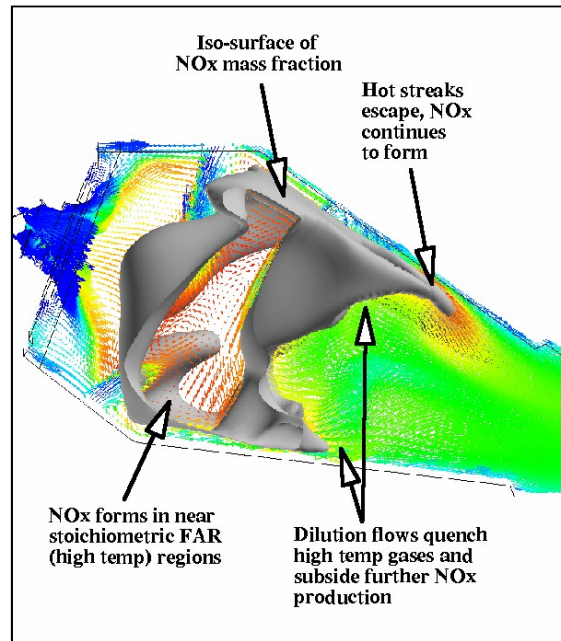 Iso-surface of
NOx mass fraction
Hot streaks
escape, NOx
continues
to form
NOx forms in near
stoichiometric FAR
(high temp) regions
Dilution flows quench
high temp gases and
subside further NOx
production